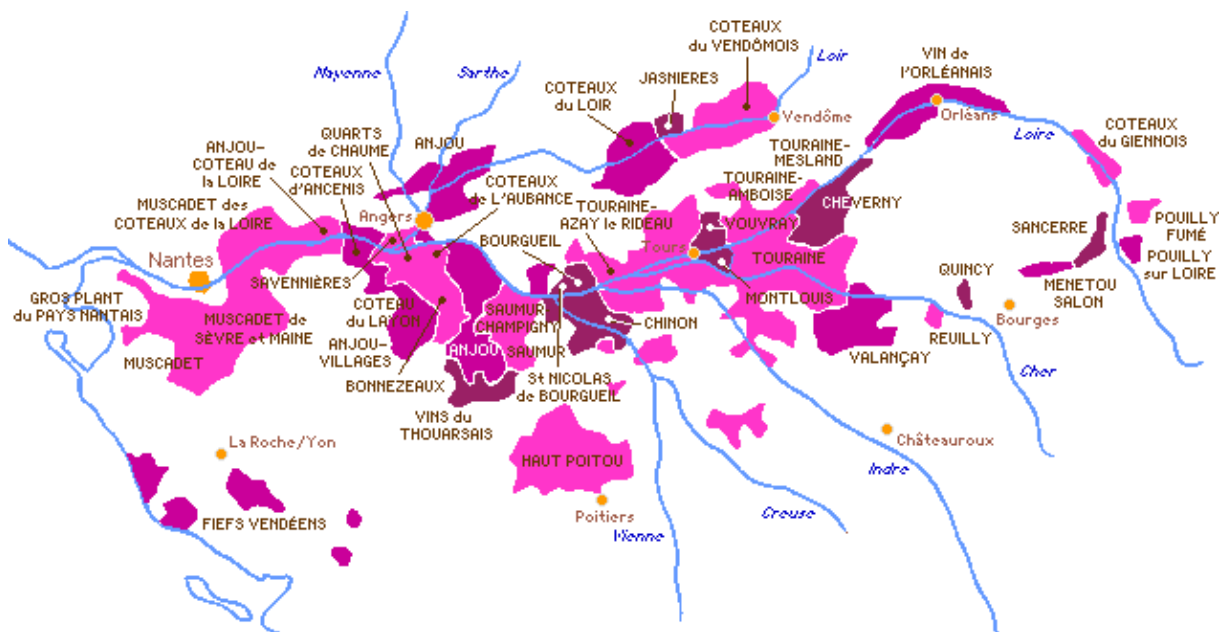 COTEAUX
du VENDÔMOIS
Loir
VIN de
L'ORLÉANAIS
Mayenne
Sarthe
JASNIERES
COTEAUX
du LOIR
Vendôme
Orléans
Loire
COTEAUX
du GIENNOIS
QUARTS
de CHAUME
ANJOU
ANJOU-
COTEAU de
la LOIRE
COTEAUX
D'ANCENIS
COTEAUX
de L'AUBANCE
TOURAINE-
MESLAND
TOURAINE-
AMBOISE
CHEVERNY
MUSCADET des
COTEAUX de la LOIRE
Angers
TOURAINE-
AZAY le RIDEAU
VOUVRAY
BOURGUEIL
Tours
TOURAINE
SANCERRE
POUILLY
FUMÉ
POUILLY
sur LOIRE
Nantes
SAVENNIÈRES
QUINCY
MENETOU
SALON
GROS PLANT
du PAYS NANTAIS
MUSCADET de
SÈVRE et MAINE
COTEAU
du LAYON
SAUMUR
CHAMPIGNY
CHINON
MONTLOUIS
Bourges
MUSCADET
ANJOU-
VILLAGES
ANJOU
SAUMUR
VALANÇAY
REUILLY
BONNEZEAUX
St NICOLAS
de BOURGUEIL
Cher
VINS du
THOUARSAIS
La Roche/Yon
HAUT POITOU
Châteauroux
Indre
FIEFS VENDÉENS
Poitiers
Vienne
Creuse